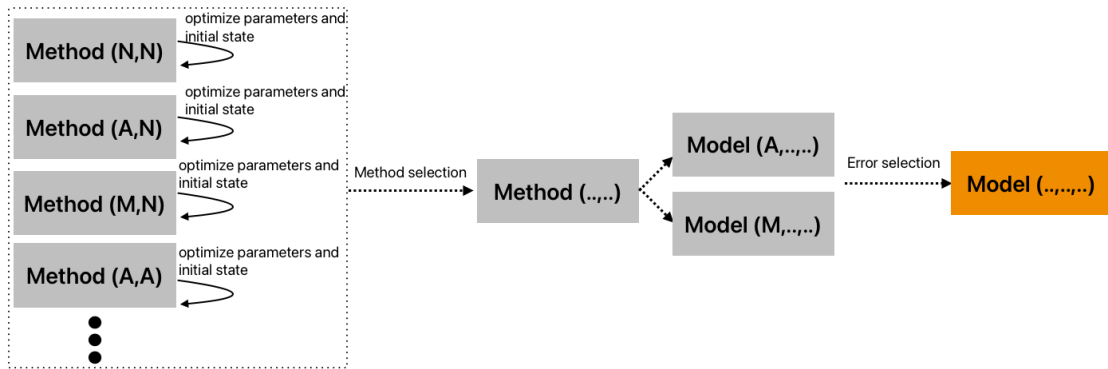 optimize parameters and
initial state
Method (N,N)
optimize parameters and
initial state
Method (A,N)
optimize parameters and
initial state
Method (M,N)
optimize parameters and
initial state
Method (A,A)
Method selection
Method (..,..)
Model (A,..,..)
Model (M,..,..)
Error selection
Model (..,..,..)